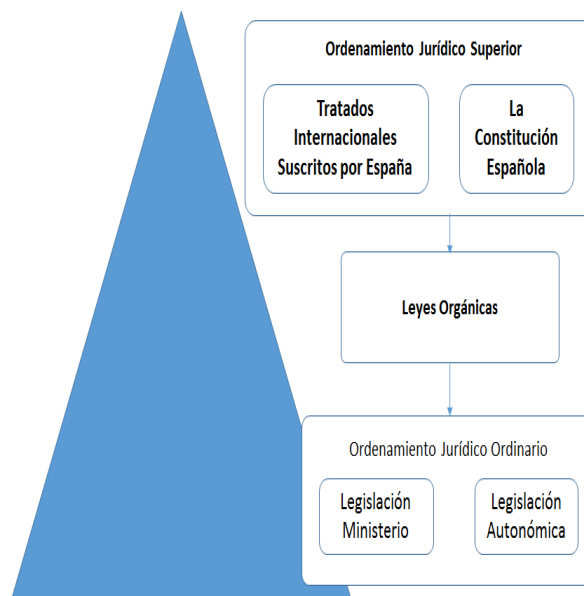 Ordenamiento Jurídico Superior
Tratados
Internacionales
Suscritos por España
La
Constitución
Española
Leyes Orgánicas
Ordenamiento Jurídico Ordinario
Legislación
Ministerio
Legislación
Autonómica